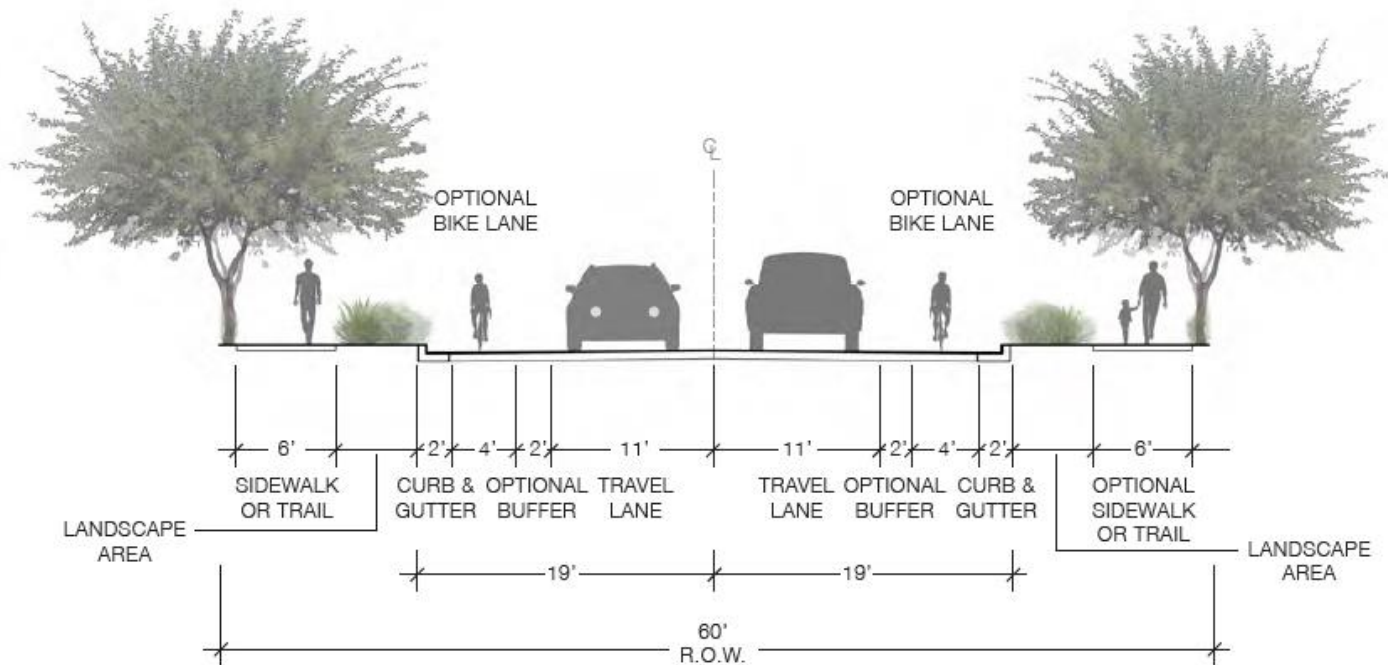 ℄
OPTIONAL
BIKE LANE
OPTIONAL
BIKE LANE
6'
2'
4'
2'
11'
11'
2'
4'
2'
6'
SIDEWALK
OR TRAIL
CURB &
GUTTER
OPTIONAL
BUFFER
TRAVEL
LANE
TRAVEL
LANE
OPTIONAL
BUFFER
CURB &
GUTTER
OPTIONAL
SIDEWALK
OR TRAIL
LANDSCAPE
AREA
LANDSCAPE
AREA
19'
19'
60'
R.O.W.